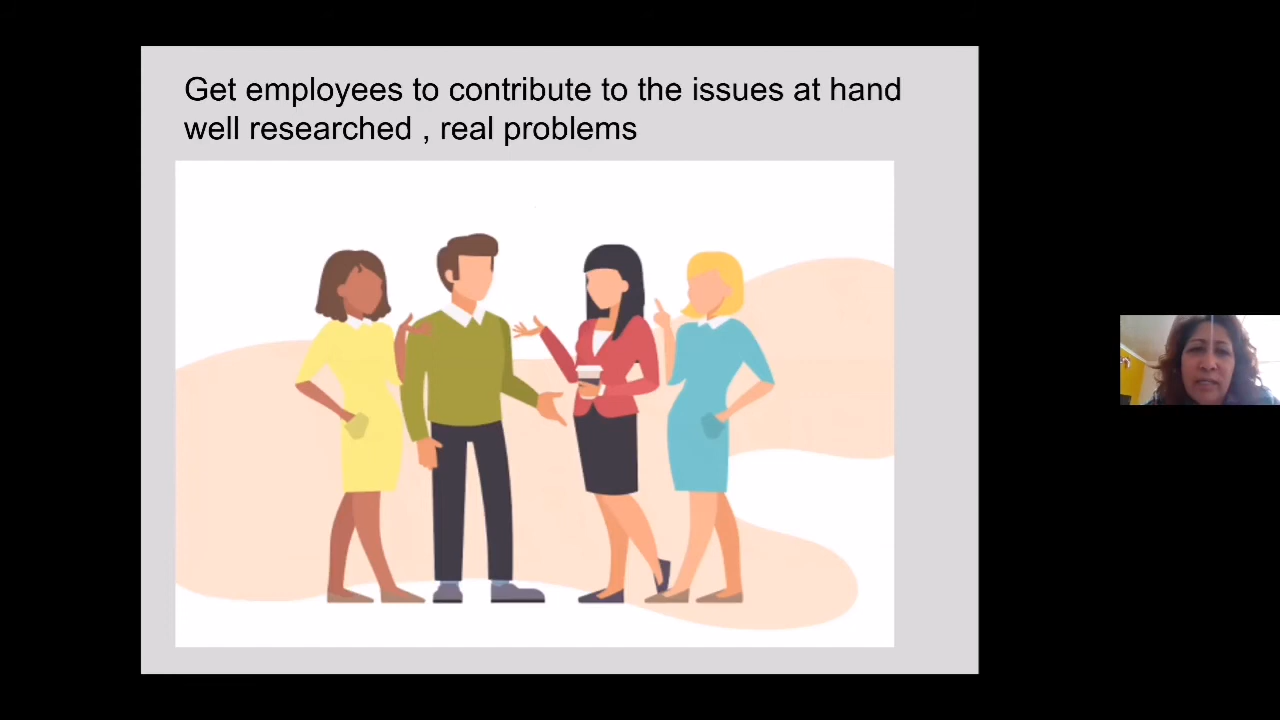 Get employees to contribute to the issues at hand
well researched , real problems